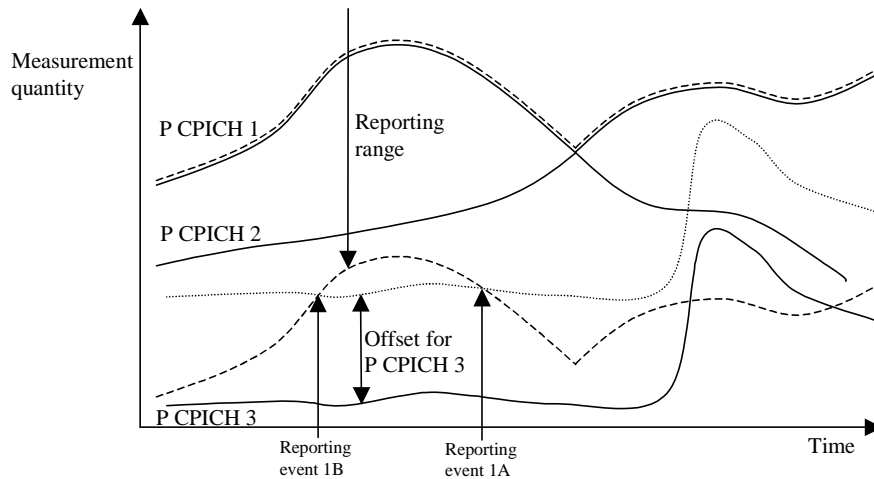 Measurement
quantity
P CPICH 1
Reporting
range
P CPICH 2
Offset for
P CPICH 3
P CPICH 3
Time
Reporting
event 1B
Reporting
event 1A